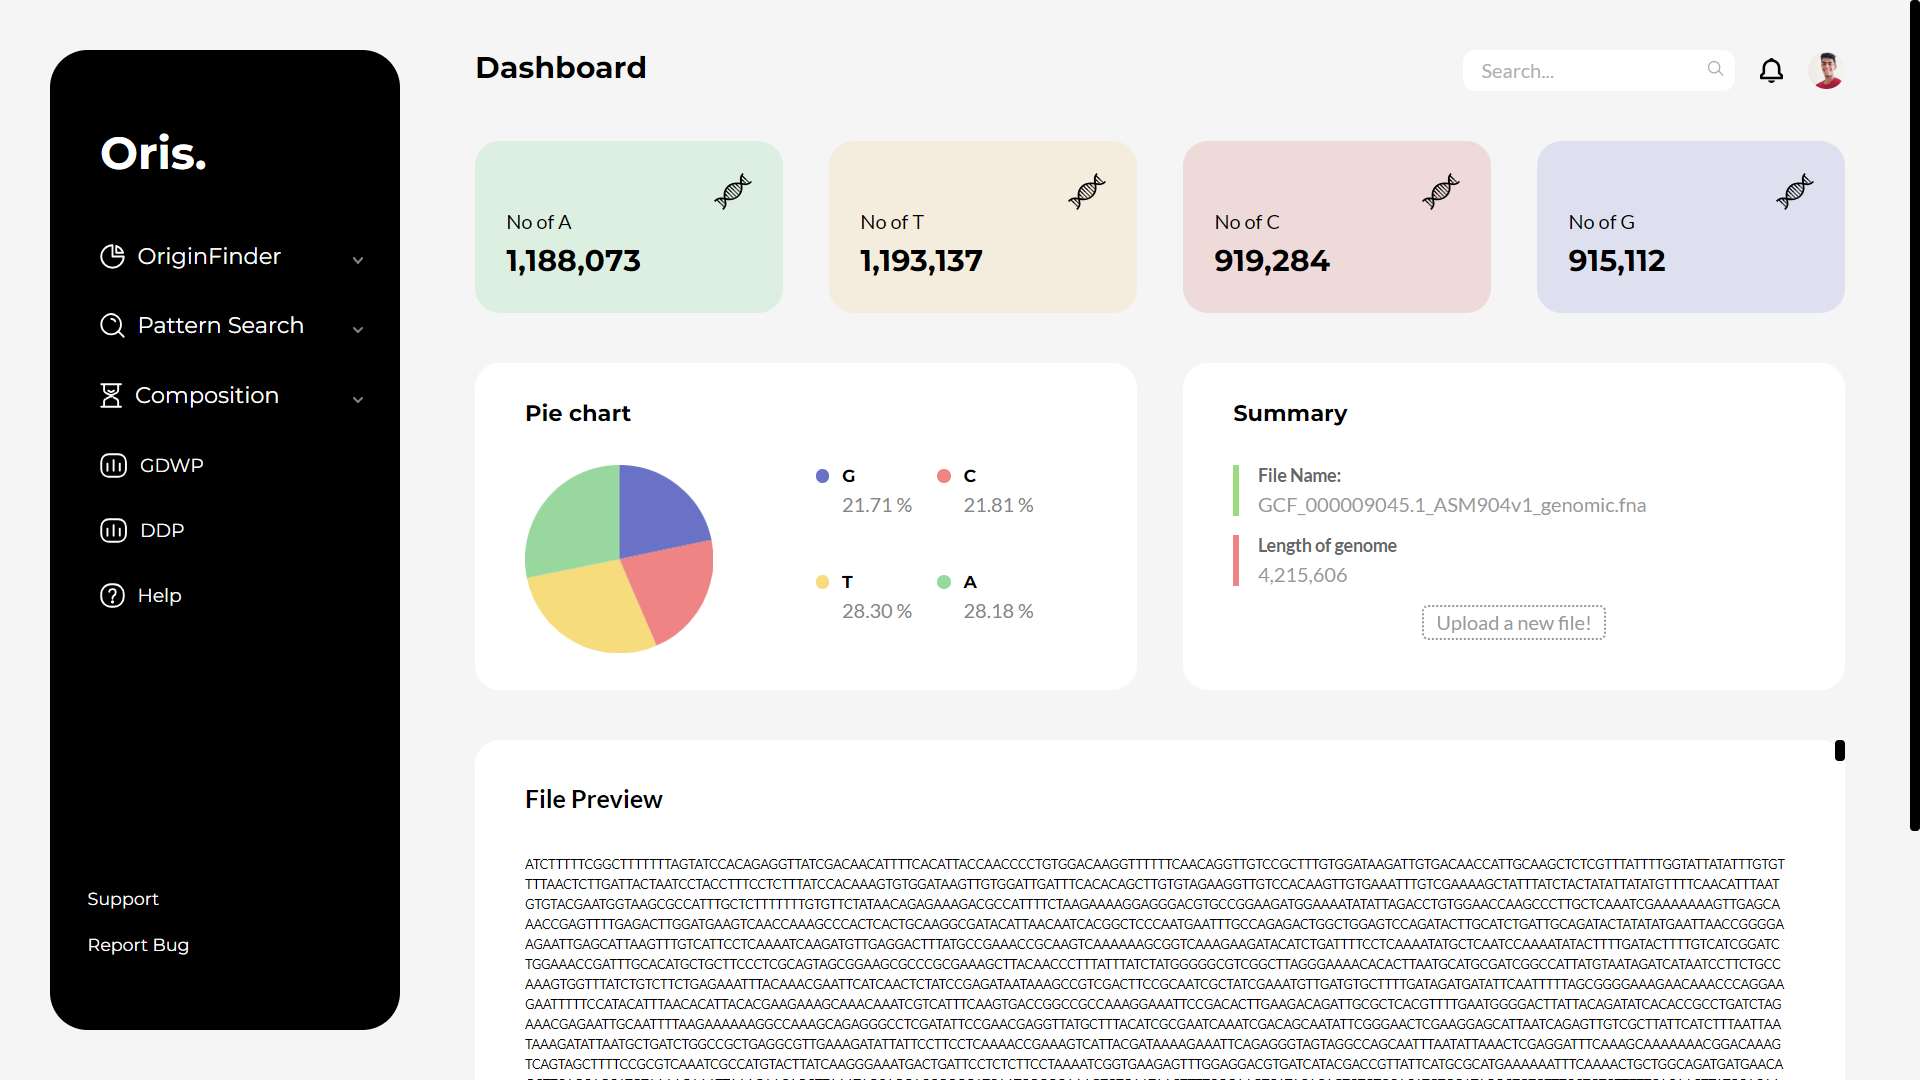 Oris.
OriginFinder
Pattern Search
Composition
GDWP
DDP
Help
Support
Report Bug
Dashboard
Search...
No of A
1,188,073
No of T
1,193,137
No of C
919,284
No of G
915,112
Pie chart
G
21.71 %
C
21.81 %
T
28.30 %
A
28.18 %
Summary
File Name:
GCF_000009045.1_ASM904v1_genomic.fna
Length of genome
4,215,606
Upload a new file!
File Preview
ATCTTTTTCGGCTTTTTTTAGTATCCACAGAGGTTATCGACAACATTTTCACATTACCAACCCCTGTGGACAAGGTTTTTTCAACAGGTTGTCCGCTTTGTGGATAAGATTGTGACAACCATTGCAAGCTCTCGTTTATTTTGGTATTATATTTGTGT
TTTAACTCTTGATTACTAATCCTACCTTTCCTCTTTATCCACAAAGTGTGGATAAGTTGTGGATTGATTTCACACAGCTTGTGTAGAAGGTTGTCCACAAGTTGTGAAATTTGTCGAAAAGCTATTTATCTACTATATTATATGTTTTCAACATTTAAT
GTGTACGAATGGTAAGCGCCATTTGCTCTTTTTTTGTGTTCTATAACAGAGAAAGACGCCATTTTCTAAGAAAAGGAGGGACGTGCCGGAAGATGGAAAATATATTAGACCTGTGGAACCAAGCCCTTGCTCAAATCGAAAAAAAGTTGAGCA
AACCGAGTTTTGAGACTTGGATGAAGTCAACCAAAGCCCACTCACTGCAAGGCGATACATTAACAATCACGGCTCCCAATGAATTTGCCAGAGACTGGCTGGAGTCCAGATACTTGCATCTGATTGCAGATACTATATATGAATTAACCGGGGA
AGAATTGAGCATTAAGTTTGTCATTCCTCAAAATCAAGATGTTGAGGACTTTATGCCGAAACCGCAAGTCAAAAAAGCGGTCAAAGAAGATACATCTGATTTTCCTCAAAATATGCTCAATCCAAAATATACTTTTGATACTTTTGTCATCGGATC
TGGAAACCGATTTGCACATGCTGCTTCCCTCGCAGTAGCGGAAGCGCCCGCGAAAGCTTACAACCCTTTATTTATCTATGGGGGCGTCGGCTTAGGGAAAACACACTTAATGCATGCGATCGGCCATTATGTAATAGATCATAATCCTTCTGCC
AAAGTGGTTTATCTGTCTTCTGAGAAATTTACAAACGAATTCATCAACTCTATCCGAGATAATAAAGCCGTCGACTTCCGCAATCGCTATCGAAATGTTGATGTGCTTTTGATAGATGATATTCAATTTTTAGCGGGGAAAGAACAAACCCAGGAA
GAATTTTTCCATACATTTAACACATTACACGAAGAAAGCAAACAAATCGTCATTTCAAGTGACCGGCCGCCAAAGGAAATTCCGACACTTGAAGACAGATTGCGCTCACGTTTTGAATGGGGACTTATTACAGATATCACACCGCCTGATCTAG
AAACGAGAATTGCAATTTTAAGAAAAAAGGCCAAAGCAGAGGGCCTCGATATTCCGAACGAGGTTATGCTTTACATCGCGAATCAAATCGACAGCAATATTCGGGAACTCGAAGGAGCATTAATCAGAGTTGTCGCTTATTCATCTTTAATTAA
TAAAGATATTAATGCTGATCTGGCCGCTGAGGCGTTGAAAGATATTATTCCTTCCTCAAAACCGAAAGTCATTACGATAAAAGAAATTCAGAGGGTAGTAGGCCAGCAATTTAATATTAAACTCGAGGATTTCAAAGCAAAAAAACGGACAAAG
TCAGTAGCTTTTCCGCGTCAAATCGCCATGTACTTATCAAGGGAAATGACTGATTCCTCTCTTCCTAAAATCGGTGAAGAGTTTGGAGGACGTGATCATACGACCGTTATTCATGCGCATGAAAAAATTTCAAAACTGCTGGCAGATGATGAACA